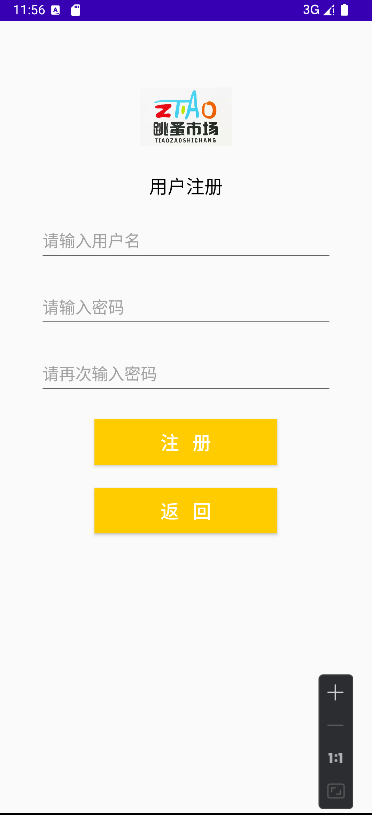 11:56 A 3G
ZTIAO
跳蚤市场
TIAOZAOSHICHANG
用户注册
请输入用户名
请输入密码
请再次输入密码
注 册
返 回
1:1